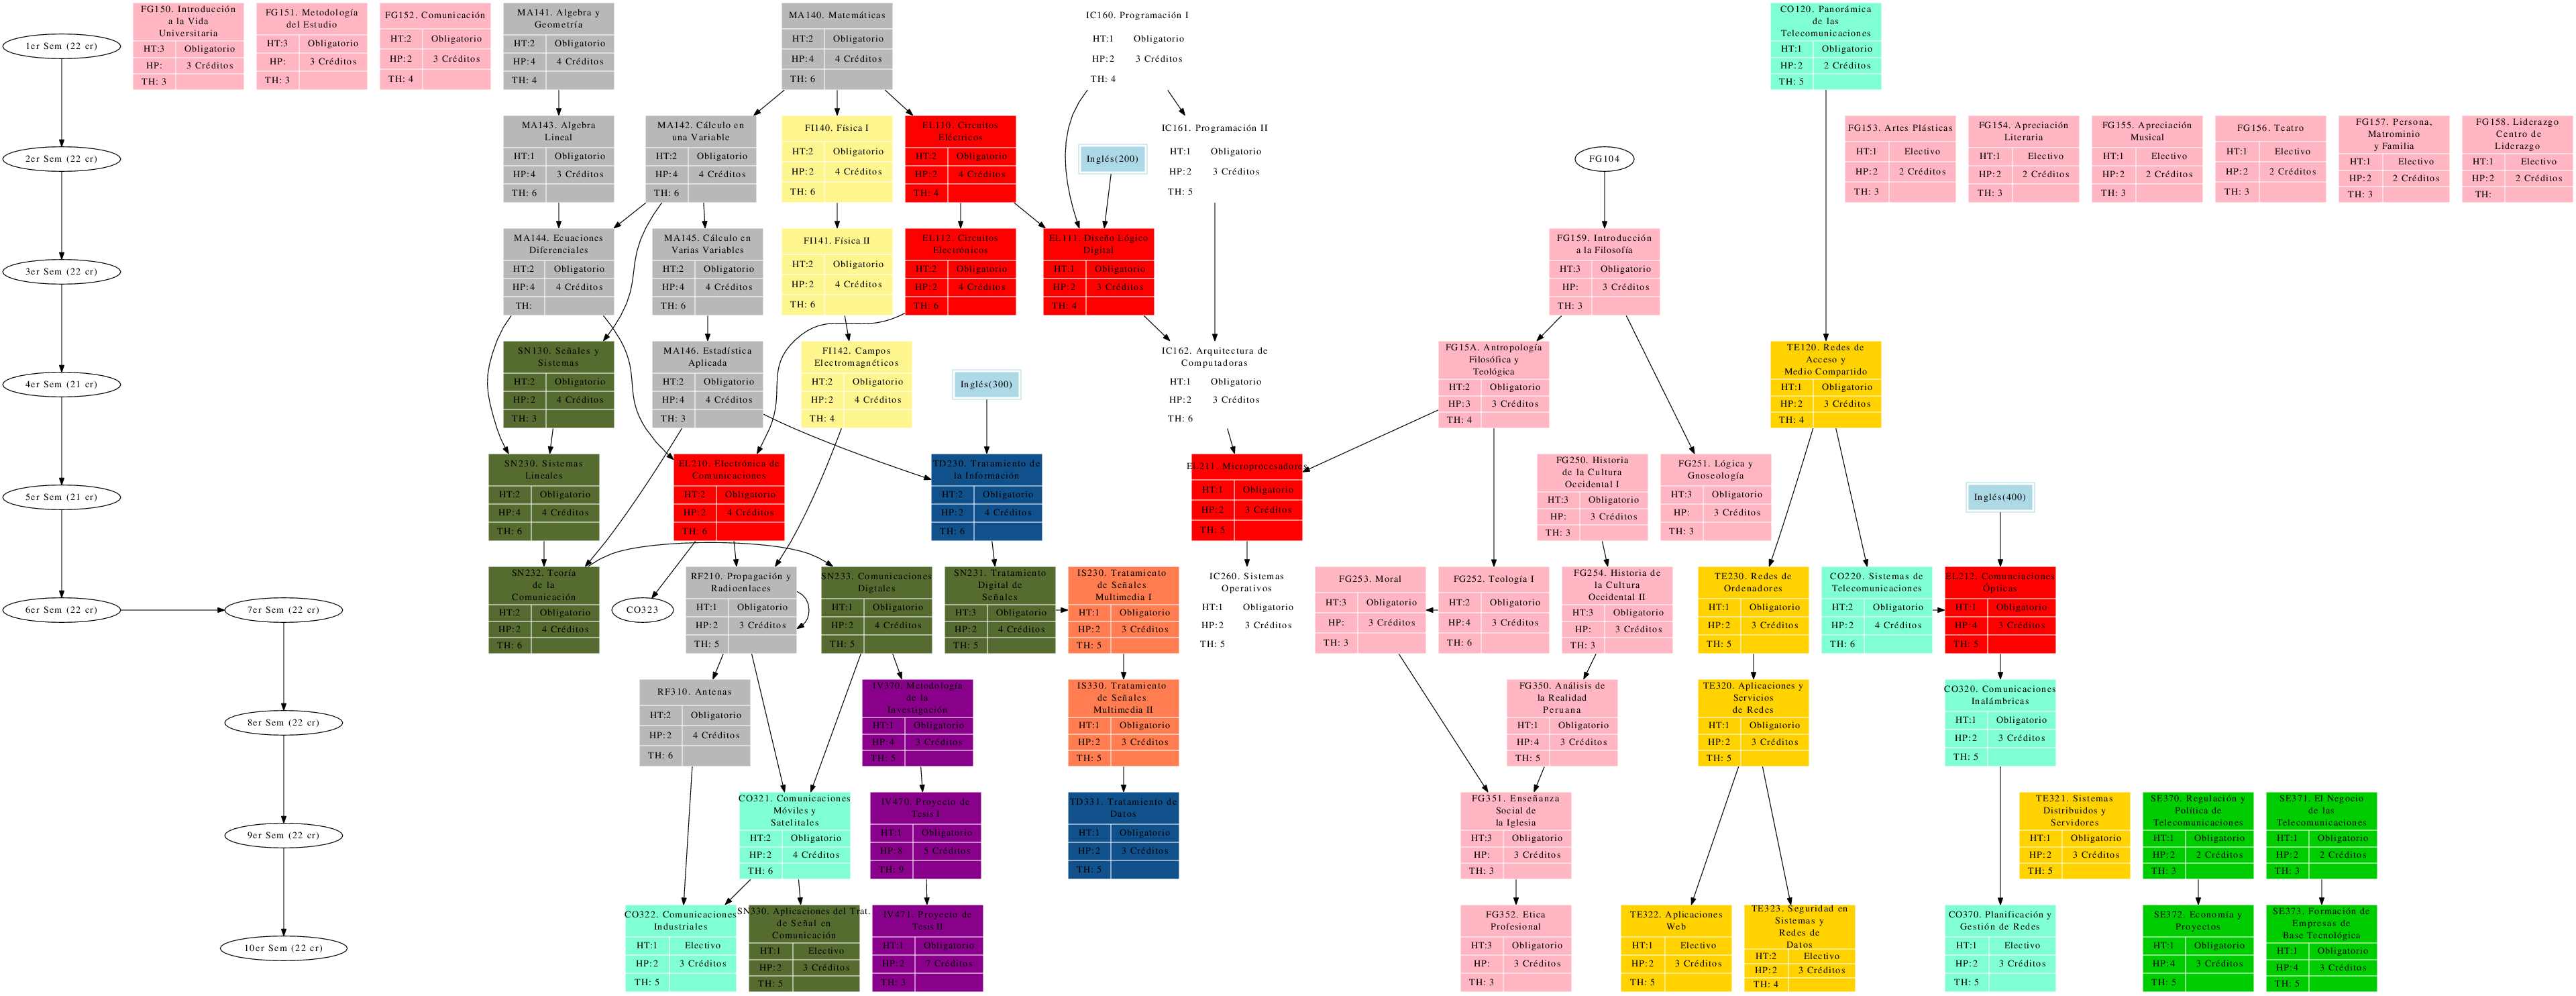 1er Sem (22 cr)
FG150. Introducción
a la Vida
Universitaria
HT:3 Obligatorio
HP: 3 Créditos
TH: 3
FG151. Metodología
del Estudio
HT:3 Obligatorio
HP: 3 Créditos
TH: 3
FG152. Comunicación
HT:2 Obligatorio
HP:2 3 Créditos
TH: 4
MA141. Algebra y
Geometría
HT:2 Obligatorio
HP:4 4 Créditos
TH: 4
MA140. Matemáticas
HT:2 Obligatorio
HP:4 4 Créditos
TH: 6
IC160. Programación I
HT:1 Obligatorio
HP:2 3 Créditos
TH: 4
CO120. Panorámica
de las
Telecomunicaciones
HT:1 Obligatorio
HP:2 2 Créditos
TH: 5
2er Sem (22 cr)
MA143. Algebra
Lineal
HT:1 Obligatorio
HP:4 3 Créditos
TH: 6
MA142. Cálculo en
una Variable
HT:2 Obligatorio
HP:4 4 Créditos
TH: 6
FI140. Física I
HT:2 Obligatorio
HP:2 4 Créditos
TH: 6
EL110. Circuitos
Eléctricos
HT:2 Obligatorio
HP:2 4 Créditos
TH: 4
Inglés(200)
IC161. Programación II
HT:1 Obligatorio
HP:2 3 Créditos
TH: 5
FG104
FG153. Artes Plásticas
HT:1 Electivo
HP:2 2 Créditos
TH: 3
FG154. Apreciación
Literaria
HT:1 Electivo
HP:2 2 Créditos
TH: 3
FG155. Apreciación
Musical
HT:1 Electivo
HP:2 2 Créditos
TH: 3
FG156. Teatro
HT:1 Electivo
HP:2 2 Créditos
TH: 3
FG157. Persona,
Matrominio
y Familia
HT:1 Electivo
HP:2 2 Créditos
TH: 3
FG158. Liderazgo
Centro de
Liderazgo
HT:1 Electivo
HP:2 2 Créditos
TH:
3er Sem (22 cr)
MA144. Ecuaciones
Diferenciales
HT:2 Obligatorio
HP:4 4 Créditos
TH:
MA145. Cálculo en
Varias Variables
HT:2 Obligatorio
HP:4 4 Créditos
TH: 6
FI141. Física II
HT:2 Obligatorio
HP:2 4 Créditos
TH: 6
EL112. Circuitos
Electrónicos
HT:2 Obligatorio
HP:2 4 Créditos
TH: 6
EL111. Diseño Lógico
Digital
HT:1 Obligatorio
HP:2 3 Créditos
TH: 4
FG159. Introducción
a la Filosofía
HT:3 Obligatorio
HP: 3 Créditos
TH: 3
4er Sem (21 cr)
SN130. Señales y
Sistemas
HT:2 Obligatorio
HP:2 4 Créditos
TH: 3
MA146. Estadística
Aplicada
HT:2 Obligatorio
HP:4 4 Créditos
TH: 3
FI142. Campos
Elctromagnéticos
HT:2 Obligatorio
HP:2 4 Créditos
TH: 4
Inglés(300)
IC162. Arquitectura de
Computadoras
HT:1 Obligatorio
HP:2 3 Créditos
TH: 6
FG15A. Antropología
Filosófica y
Teológica
HT:2 Obligatorio
HP:3 3 Créditos
TH: 4
TE120. Redes de
Acceso y
Medio Compartido
HT:1 Obligatorio
HP:2 3 Créditos
TH: 4
5er Sem (21 cr)
SN230. Sistemas
Lineales
HT:2 Obligatorio
HP:4 4 Créditos
TH: 6
EL210. Electrónica de
Comunicaciones
HT:2 Obligatorio
HP:2 4 Créditos
TH: 6
TD230. Tratamiento de
la Información
HT:2 Obligatorio
HP:2 4 Créditos
TH: 6
EL211. Microprocesadores
HT:1 Obligatorio
HP:2 3 Créditos
TH: 5
FG250. Historia
de la Cultura
Occidental I
HT:3 Obligatorio
HP: 3 Créditos
TH: 3
FG251. Lógica y
Gnoseología
HT:3 Obligatorio
HP: 3 Créditos
TH: 3
Inglés(400)
6er Sem (22 cr)
7er Sem (22 cr)
SN232. Teoría
de la
Comunicación
HT:2 Obligatorio
HP:2 4 Créditos
TH: 6
CO323
RF210. Propagación y
Radioenlaces
HT:1 Obligatorio
HP:2 3 Créditos
TH: 5
SN233. Comunicaciones
Digtales
HT:1 Obligatorio
HP:2 4 Créditos
TH: 5
SN231. Tratamiento
Digital de
Señales
HT:3 Obligatorio
HP:2 4 Créditos
TH: 5
IS230. Tratamiento
de Señales
Multimedia I
HT:1 Obligatorio
HP:2 3 Créditos
TH: 5
IC260. Sistemas
Operativos
HT:1 Obligatorio
HP:2 3 Créditos
TH: 5
FG253. Moral
HT:3 Obligatorio
HP: 3 Créditos
TH: 3
FG252. Teología I
HT:2 Obligatorio
HP:4 3 Créditos
TH: 6
FG254. Historia de
la Cultura
Occidental II
HT:3 Obligatorio
HP: 3 Créditos
TH: 3
TE230. Redes de
Ordenadores
HT:1 Obligatorio
HP:2 3 Créditos
TH: 5
CO220. Sistemas de
Telecomunicaciones
HT:2 Obligatorio
HP:2 4 Créditos
TH: 6
EL212. Comunciaciones
Ópticas
HT:1 Obligatorio
HP:4 3 Créditos
TH: 5
8er Sem (22 cr)
RF310. Antenas
HT:2 Obligatorio
HP:2 4 Créditos
TH: 6
IV370. Metodología
de la
Investigación
HT:1 Obligatorio
HP:4 3 Créditos
TH: 5
IS330. Tratamiento
de Señales
Multimedia II
HT:1 Obligatorio
HP:2 3 Créditos
TH: 5
FG350. Análisis de
la Realidad
Peruana
HT:1 Obligatorio
HP:4 3 Créditos
TH: 5
TE320. Aplicaciones y
Servicios
de Redes
HT:1 Obligatorio
HP:2 3 Créditos
TH: 5
CO320. Comunicaciones
Inalámbricas
HT:1 Obligatorio
HP:2 3 Créditos
TH: 5
9er Sem (22 cr)
CO321. Comunicaciones
Móviles y
Satelitales
HT:2 Obligatorio
HP:2 4 Créditos
TH: 6
IV470. Proyecto de
Tesis I
HT:1 Obligatorio
HP:8 5 Créditos
TH: 9
TD331. Tratamiento de
Datos
HT:1 Obligatorio
HP:2 3 Créditos
TH: 5
FG351. Enseñanza
Social de
la Iglesia
HT:3 Obligatorio
HP: 3 Créditos
TH: 3
TE321. Sistemas
Distribuidos y
Servidores
HT:1 Obligatorio
HP:2 3 Créditos
TH: 5
SE370. Regulación y
Política de
Telecomunicaciones
HT:1 Obligatorio
HP:2 2 Créditos
TH: 3
SE371. El Negocio
de las
Telecomunicaciones
HT:1 Obligatorio
HP:2 2 Créditos
TH: 3
10er Sem (22 cr)
CO322. Comunicaciones
Industriales
HT:1 Electivo
HP:2 3 Créditos
TH: 5
SN330. Aplicaciones del Trat.
de Señal en
Comunicación
HT:1 Electivo
HP:2 3 Créditos
TH: 5
IV471. Proyecto de
Tesis II
HT:1 Obligatorio
HP:2 7 Créditos
TH: 3
FG352. Etica
Profesional
HT:3 Obligatorio
HP: 3 Créditos
TH: 3
TE322. Aplicaciones
Web
HT:1 Electivo
HP:2 3 Créditos
TH: 5
TE323. Seguridad en
Sistemas y
Redes de
Datos
HT:2 Electivo
HP:2 3 Créditos
TH: 4
CO370. Planificación y
Gestión de Redes
HT:1 Electivo
HP:2 3 Créditos
TH: 5
SE372. Economía y
Proyectos
HT:1 Obligatorio
HP:4 3 Créditos
TH: 5
SE373. Formación de
Empresas de
Base Tecnológica
HT:1 Obligatorio
HP:4 3 Créditos
TH: 5